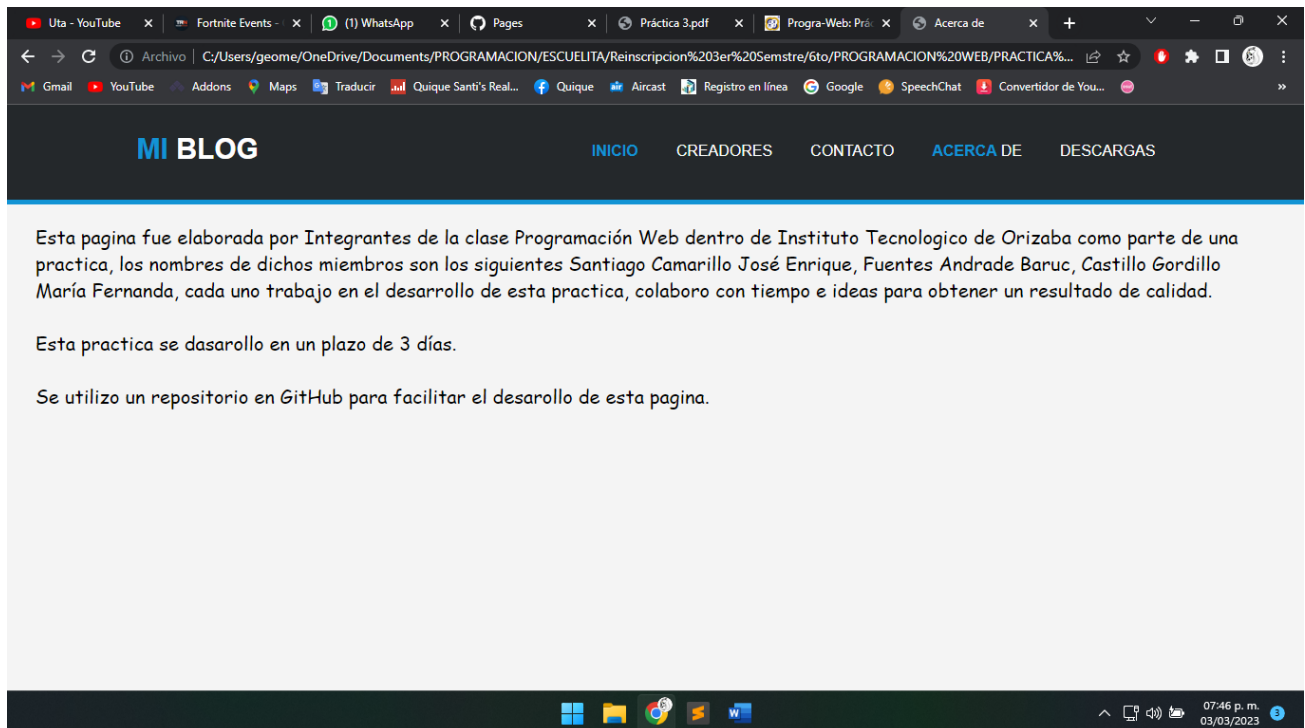 Uta - YouTube
Fortnite Events -
(1) WhatsApp
Pages
Práctica 3.pdf
Progra-Web: Prác
Acerca de
Archivo C:/Users/geome/OneDrive/Documents/PROGRAMACION/ESCUELITA/Reinscripcion%203er%20Semstre/6to/PROGRAMACION%20WEB/PRACTICA%...
Gmail YouTube Addons Maps Traducir Quique Santi's Real... Quique Aircast Registro en línea Google SpeechChat Convertidor de You... »
MI BLOG
INICIO CREADORES CONTACTO ACERCA DE DESCARGAS
Esta pagina fue elaborada por Integrantes de la clase Programación Web dentro de Instituto Tecnologico de Orizaba como parte de una
practica, los nombres de dichos miembros son los siguientes Santiago Camarillo José Enrique, Fuentes Andrade Baruc, Castillo Gordillo
María Fernanda, cada uno trabajo en el desarrollo de esta practica, colaboro con tiempo e ideas para obtener un resultado de calidad.
Esta practica se dasarollo en un plazo de 3 días.
Se utilizo un repositorio en GitHub para facilitar el desarollo de esta pagina.
07:46 p. m.
03/03/2023
3